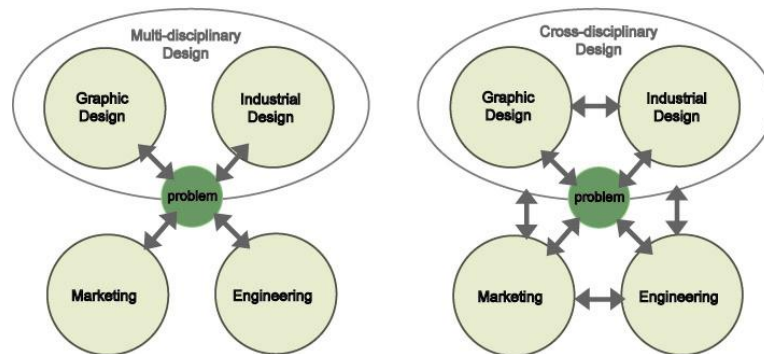 Multi-disciplinary
Design
Graphic
Design
Industrial
Design
problem
Marketing
Engineering
Cross-disciplinary
Design
Graphic
Design
Industrial
Design
problem
Marketing
Engineering